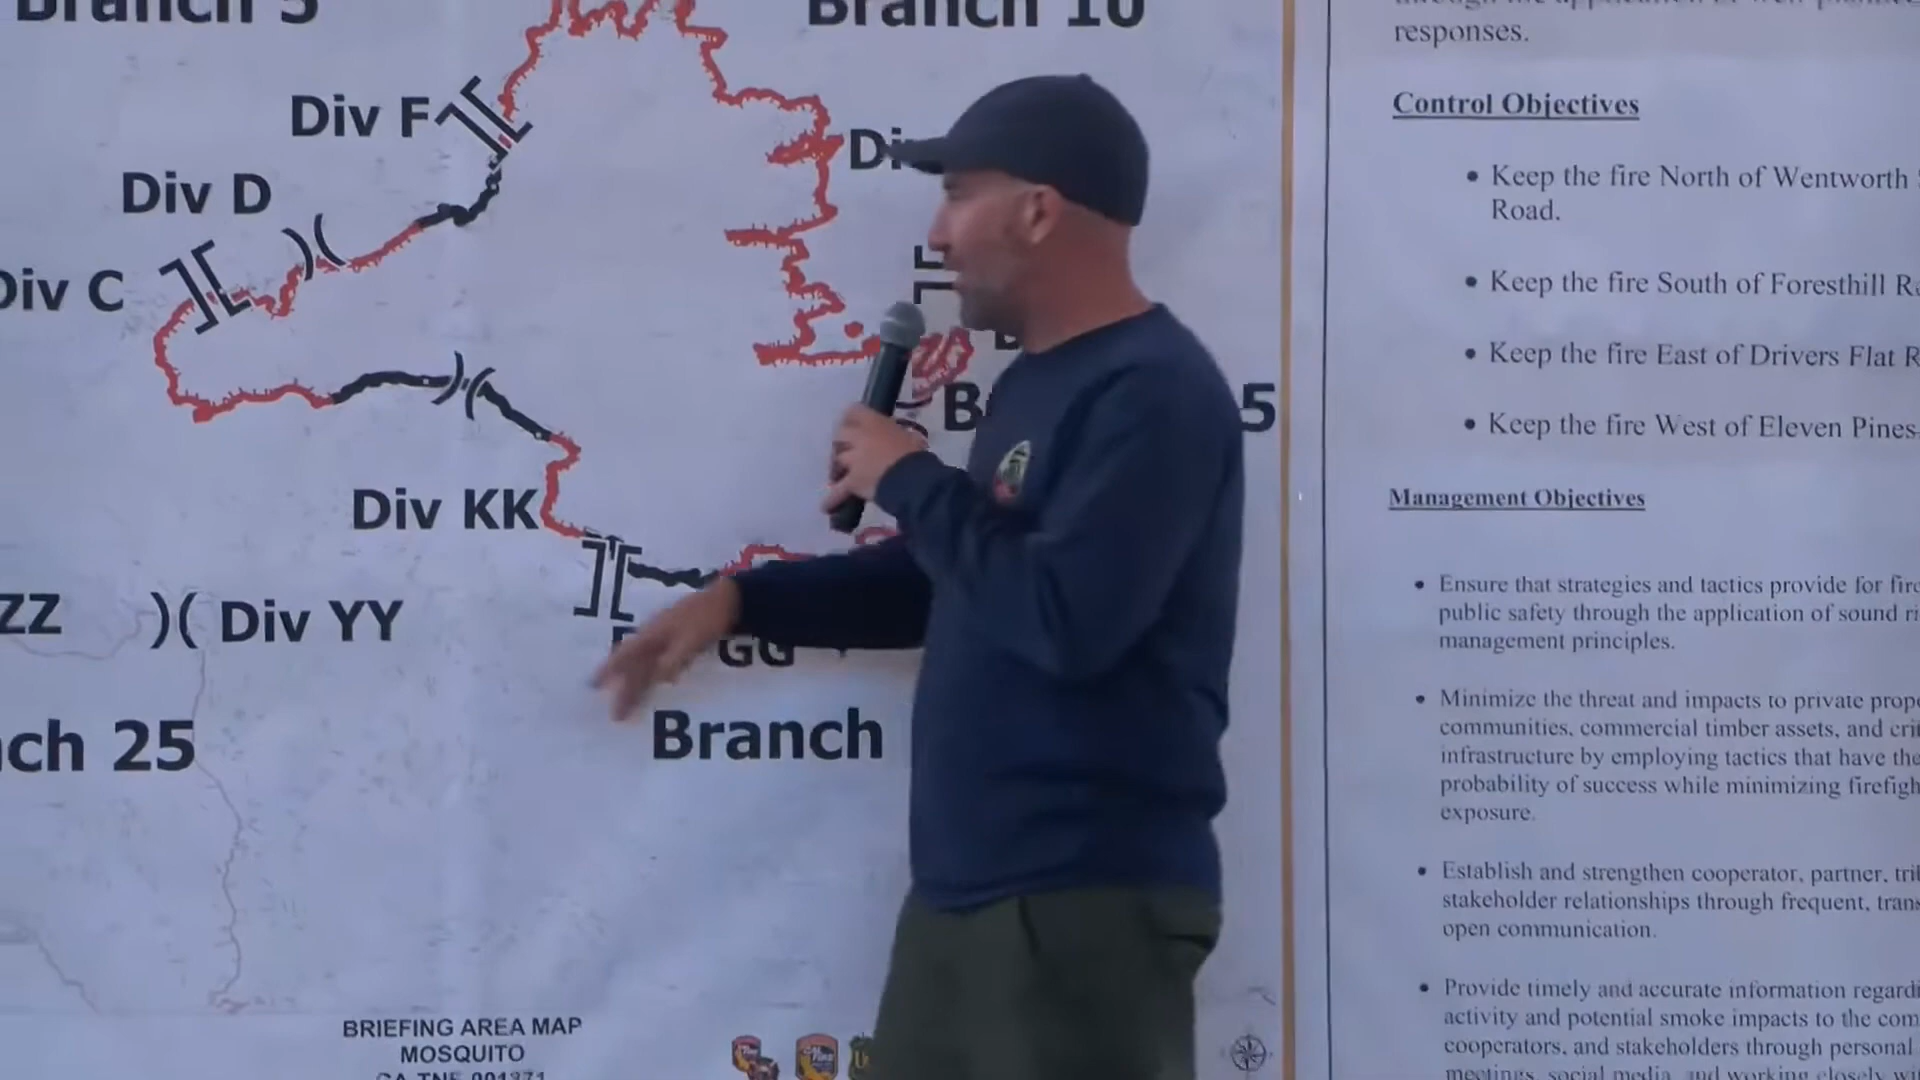 Branch 5
Branch 10
Div F
Div D
Div C
Div KK
ZZ
)( Div YY
GG
25
Branch
5
BRIEFING AREA MAP
MOSQUITO
responses.
Control Objectives
• Keep the fire North of Wentworth
Road.
• Keep the fire South of Foresthill
• Keep the fire East of Drivers Flat
• Keep the fire West of Eleven Pines
Management Objectives
• Ensure that strategies and tactics provide for
public safety through the application of sound
management principles.
• Minimize the threat and impacts to private
communities, commercial timber assets, and
infrastructure by employing tactics that have the
probability of success while minimizing
exposure.
• Establish and strengthen cooperator, partner,
stakeholder relationships through frequent,
open communication.
• Provide timely and accurate information
activity and potential smoke impacts to the
cooperators, and stakeholders through personal
meetings, social media, and working closely